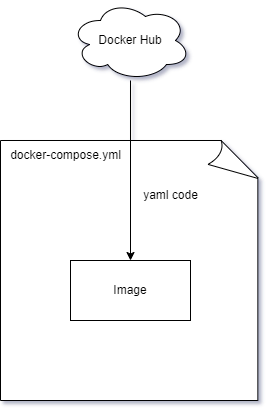 Docker Hub
docker-compose.yml
yaml code
Image